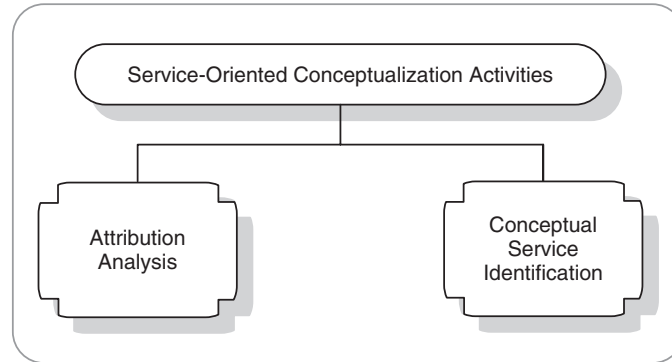 Service-Oriented Conceptualization Activities
Attribution
Analysis
Conceptual
Service
Identification